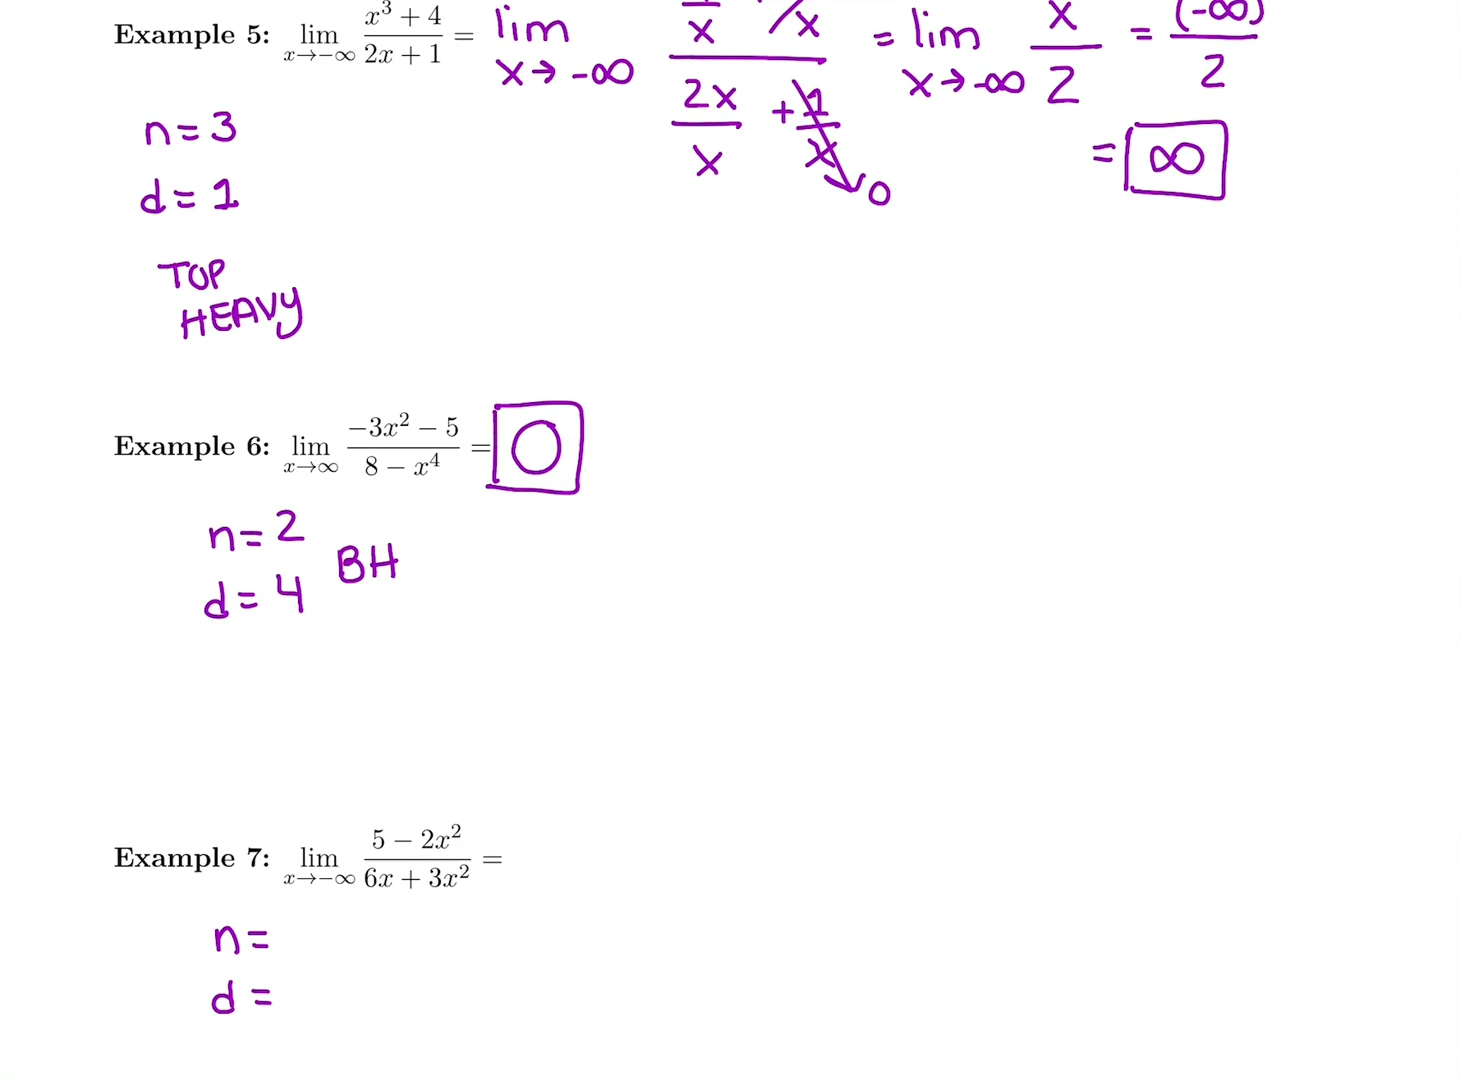 Example 5: lim x→−∞ (x³ + 4)/(2x + 1) = lim x→-∞ ( /x /x)/(2x/x + 1/x → 0) = lim x→-∞ x/2 = (-∞)/2
= ∞
n = 3
d = 1
TOP
HEAVY
Example 6: lim x→∞ (−3x² − 5)/(8 − x⁴) = 0
n = 2
BH
d = 4
Example 7: lim x→−∞ (5 − 2x²)/(6x + 3x²) =
n =
d =